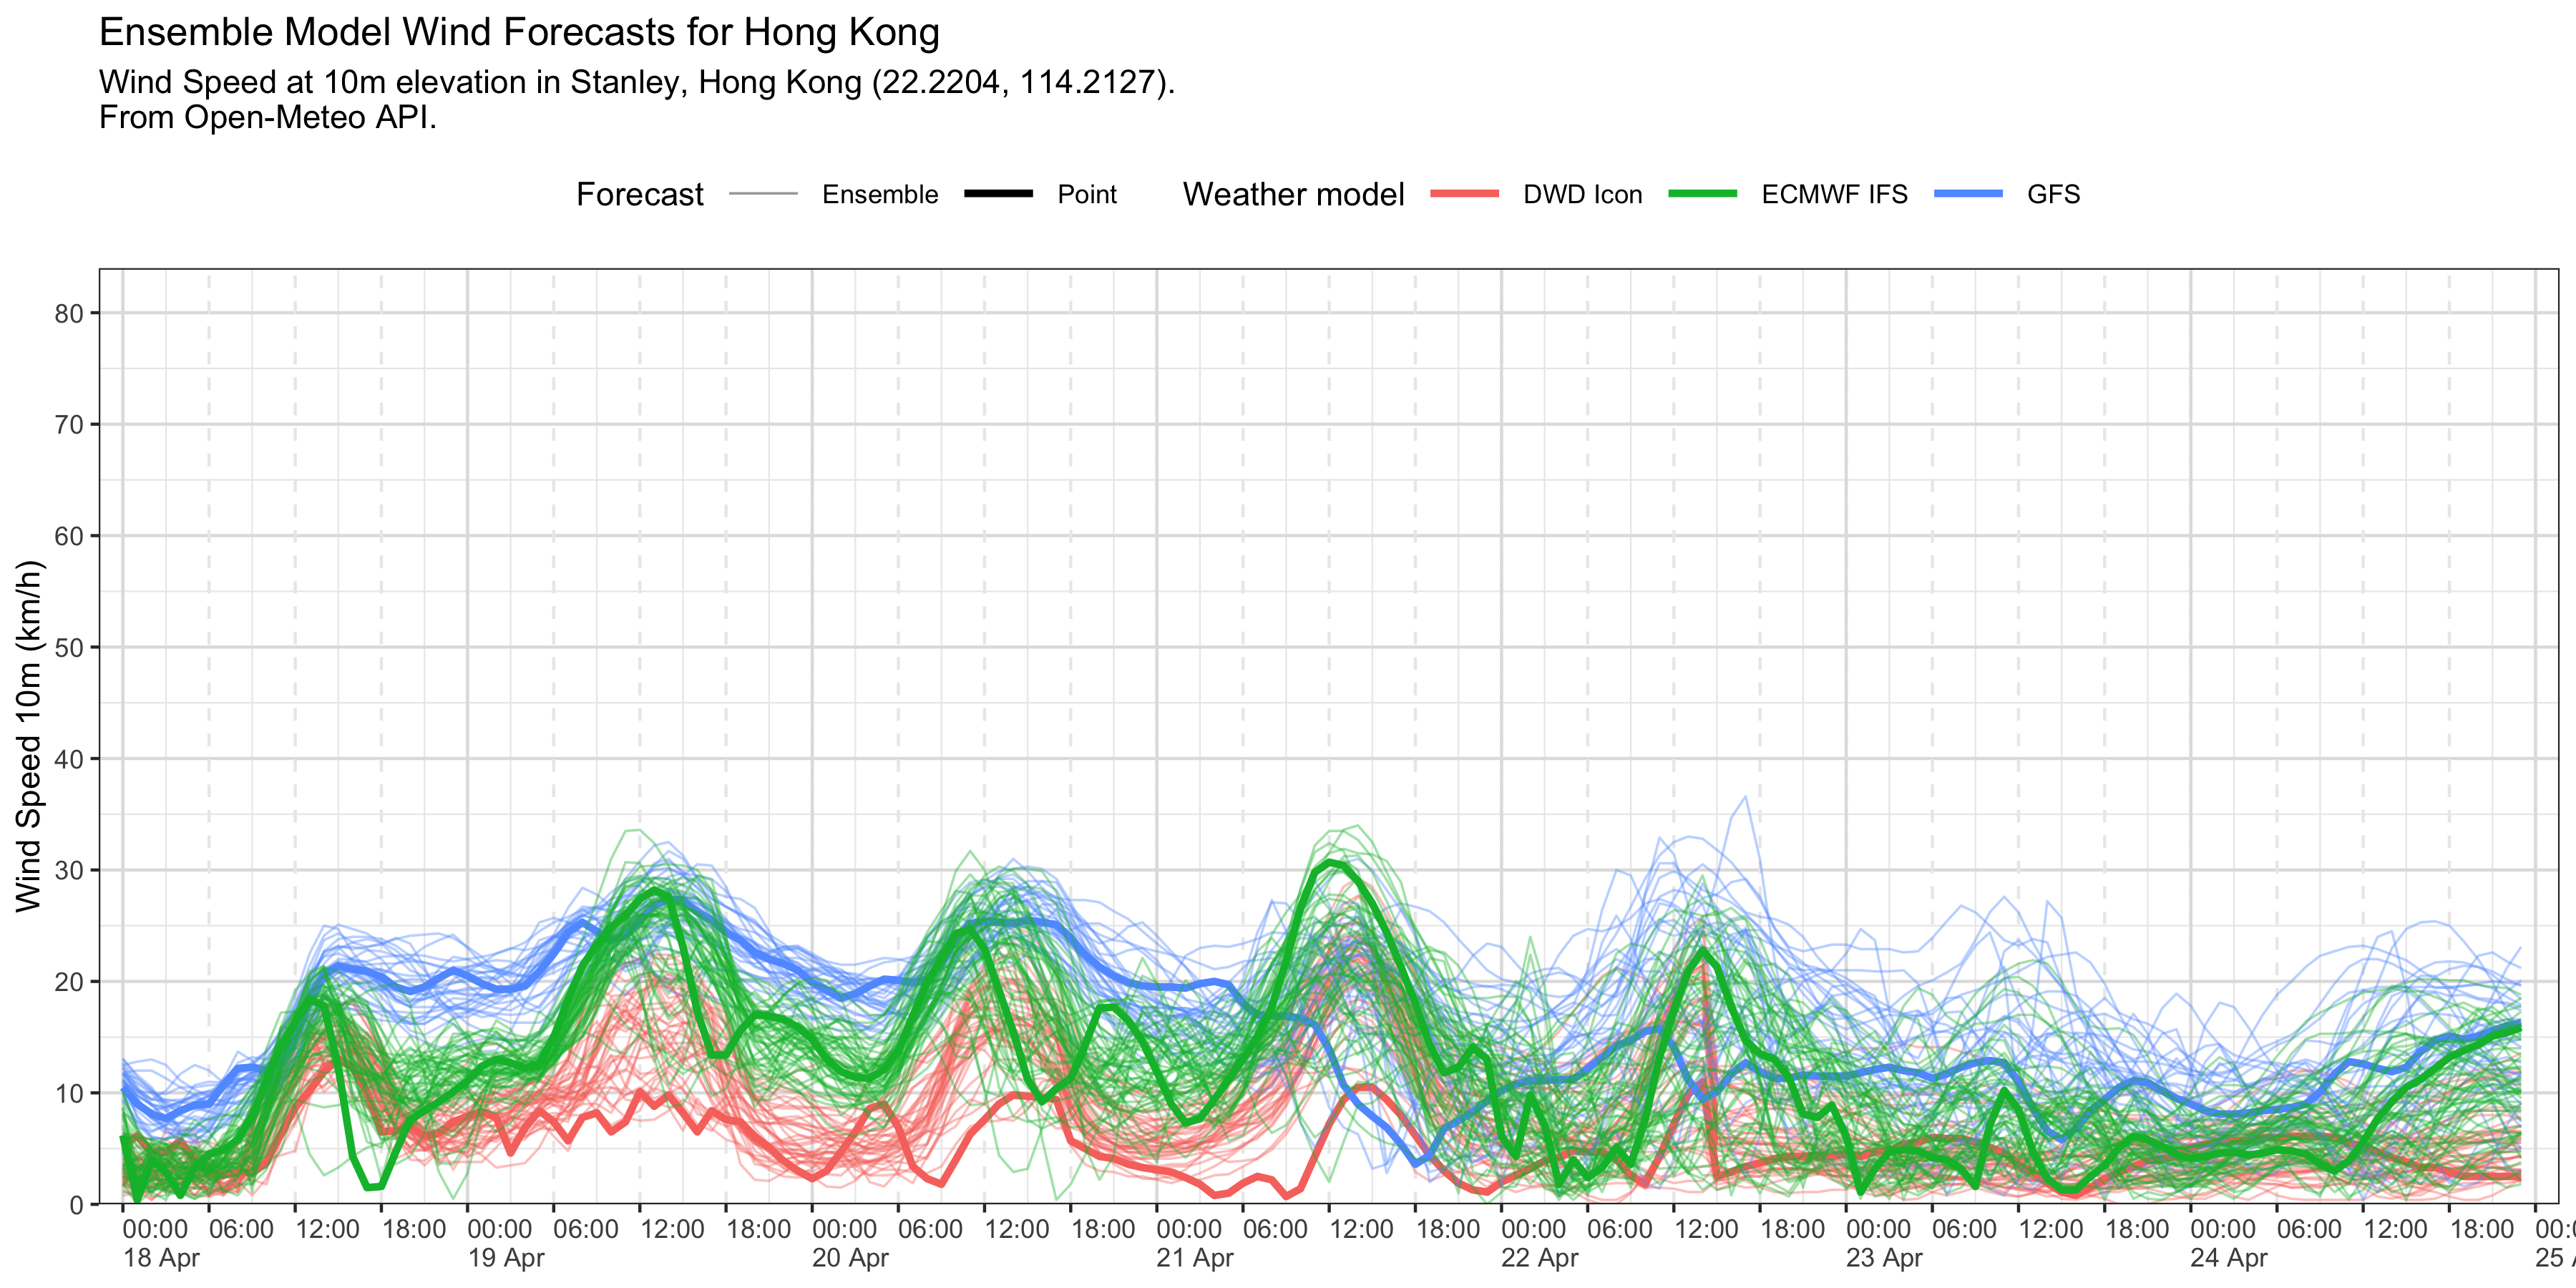 Ensemble Model Wind Forecasts for Hong Kong
Wind Speed at 10m elevation in Stanley, Hong Kong (22.2204, 114.2127).
From Open-Meteo API.
Forecast Ensemble Point Weather model DWD Icon ECMWF IFS GFS
Wind Speed 10m (km/h)
80
70
60
50
40
30
20
10
0
00:00 06:00 12:00 18:00 00:00 06:00 12:00 18:00 00:00 06:00 12:00 18:00 00:00 06:00 12:00 18:00 00:00 06:00 12:00 18:00 00:00 06:00 12:00 18:00 00:00 06:00 12:00 18:00
18 Apr 19 Apr 20 Apr 21 Apr 22 Apr 23 Apr 24 Apr 25